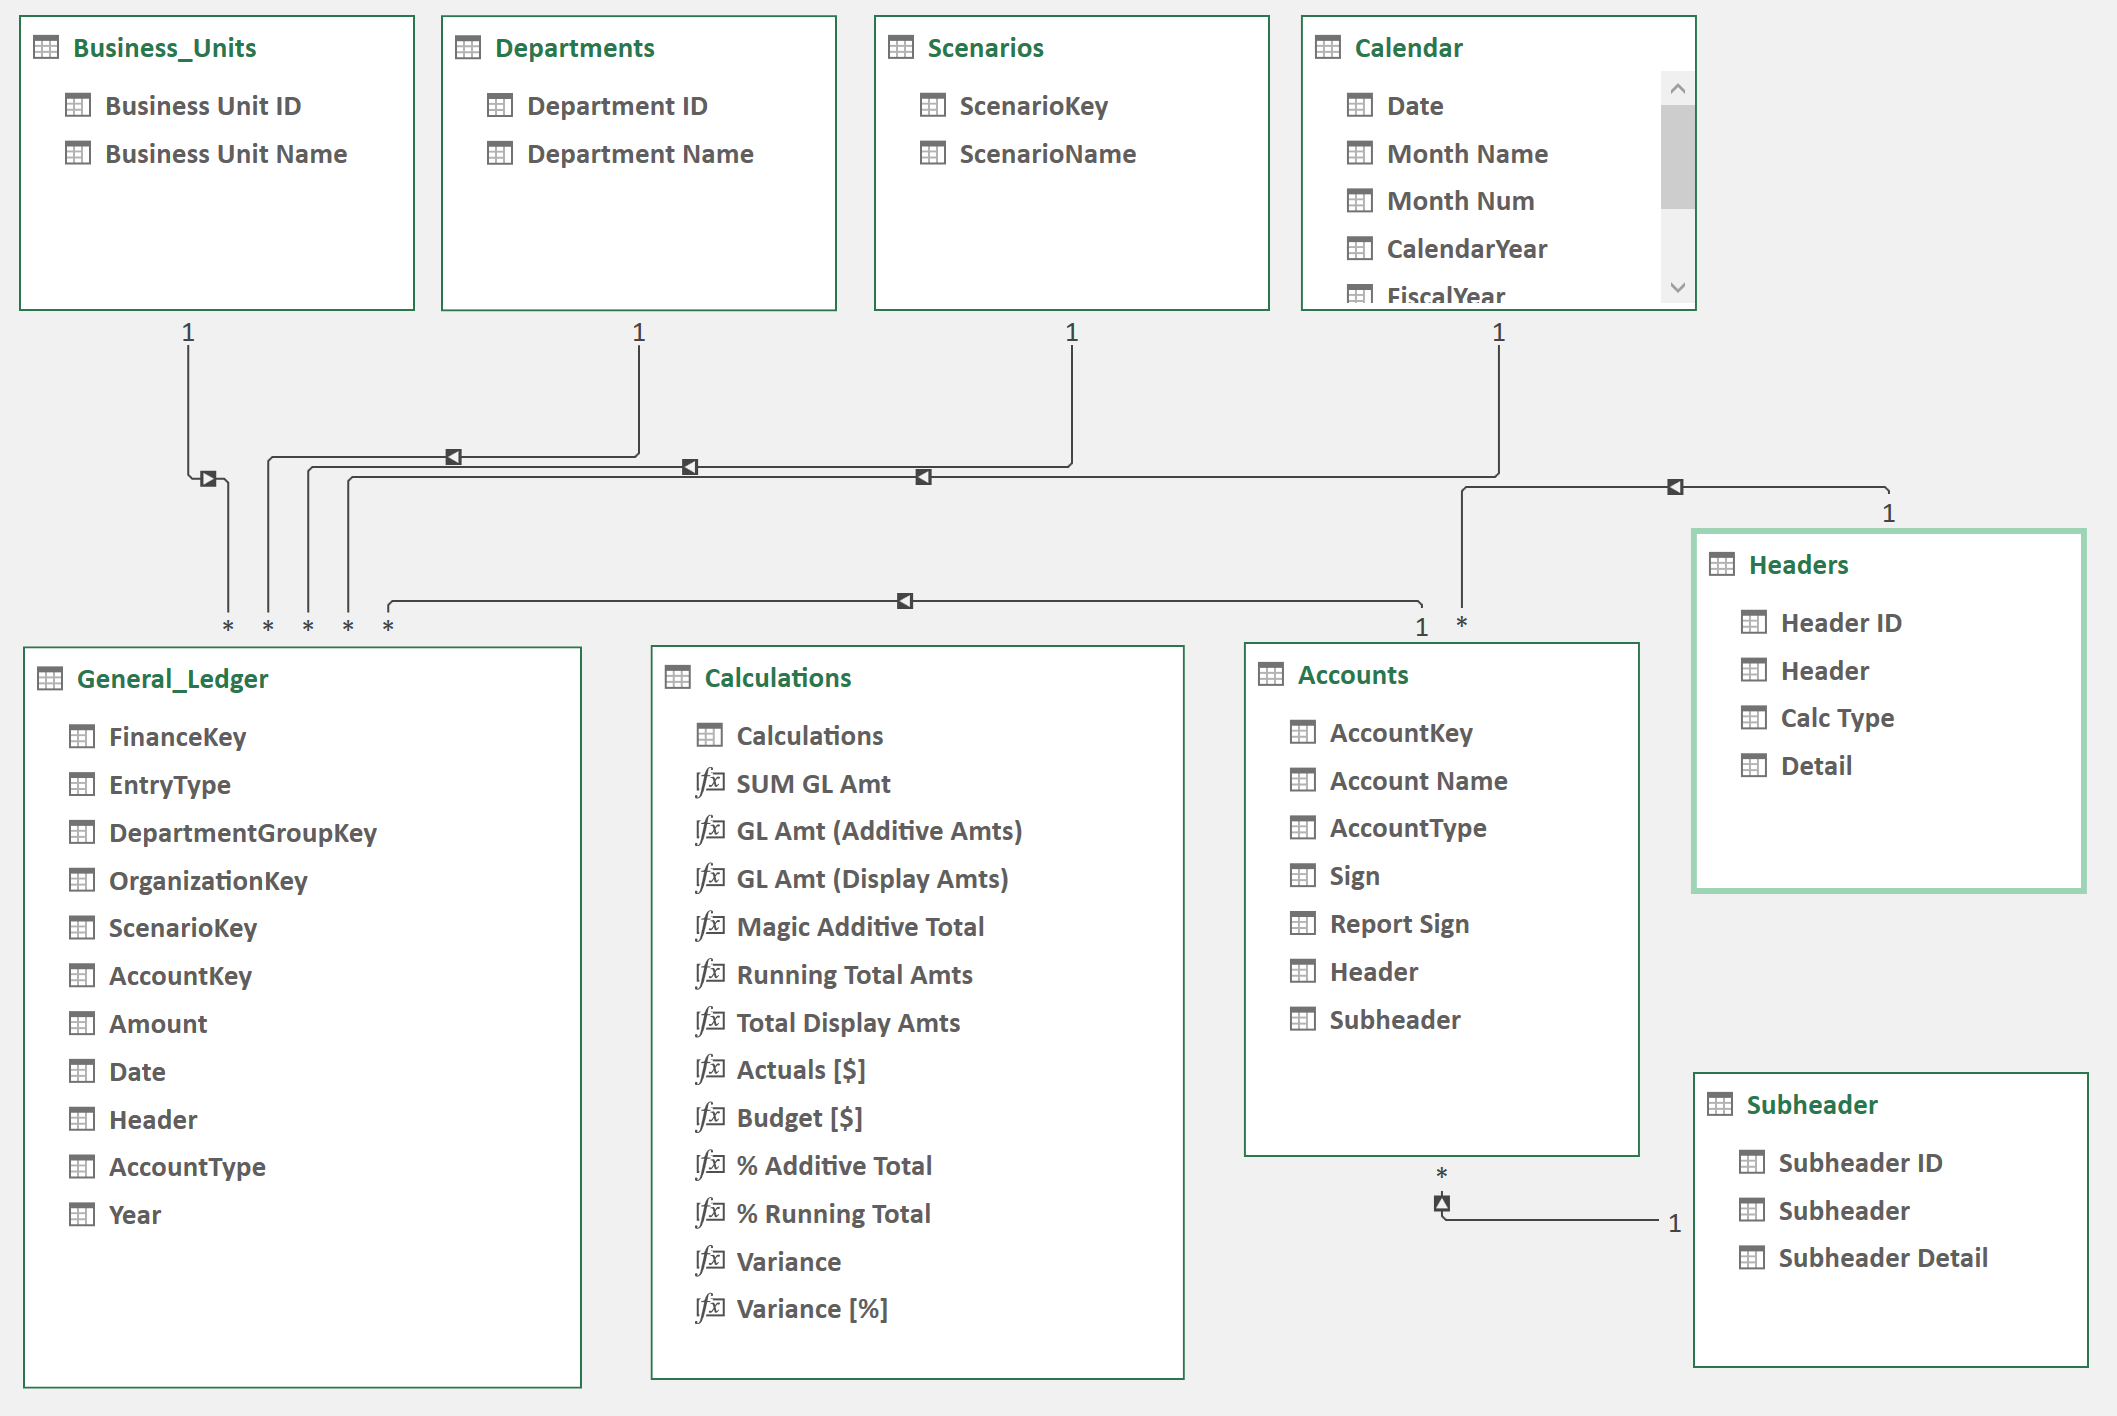 Business_Units
Business Unit ID
Business Unit Name
Departments
Department ID
Department Name
Scenarios
ScenarioKey
ScenarioName
Calendar
Date
Month Name
Month Num
CalendarYear
FiscalYear
1
1
1
1
1
*
*
*
*
*
1
*
Headers
Header ID
Header
Calc Type
Detail
General_Ledger
FinanceKey
EntryType
DepartmentGroupKey
OrganizationKey
ScenarioKey
AccountKey
Amount
Date
Header
AccountType
Year
Calculations
Calculations
SUM GL Amt
GL Amt (Additive Amts)
GL Amt (Display Amts)
Magic Additive Total
Running Total Amts
Total Display Amts
Actuals [$]
Budget [$]
% Additive Total
% Running Total
Variance
Variance [%]
Accounts
AccountKey
Account Name
AccountType
Sign
Report Sign
Header
Subheader
*
1
Subheader
Subheader ID
Subheader
Subheader Detail